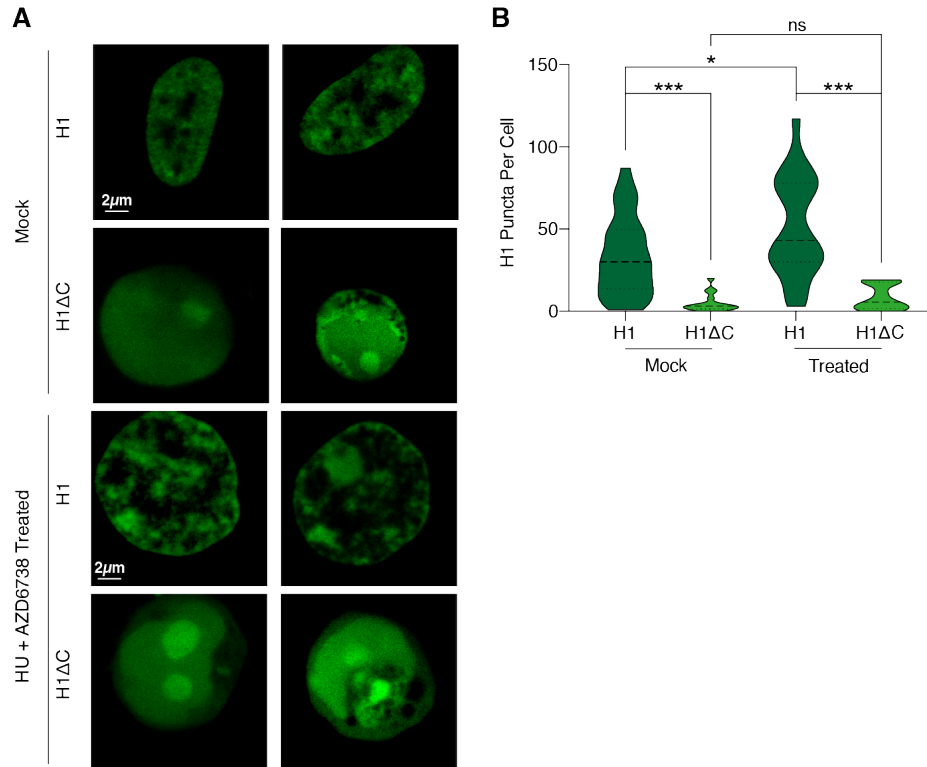 A
Mock
H1
2µm
H1ΔC
HU + AZD6738 Treated
H1
2µm
H1ΔC
B
ns
*
***
***
H1 Puncta Per Cell
150
100
50
0
H1
H1ΔC
H1
H1ΔC
Mock
Treated